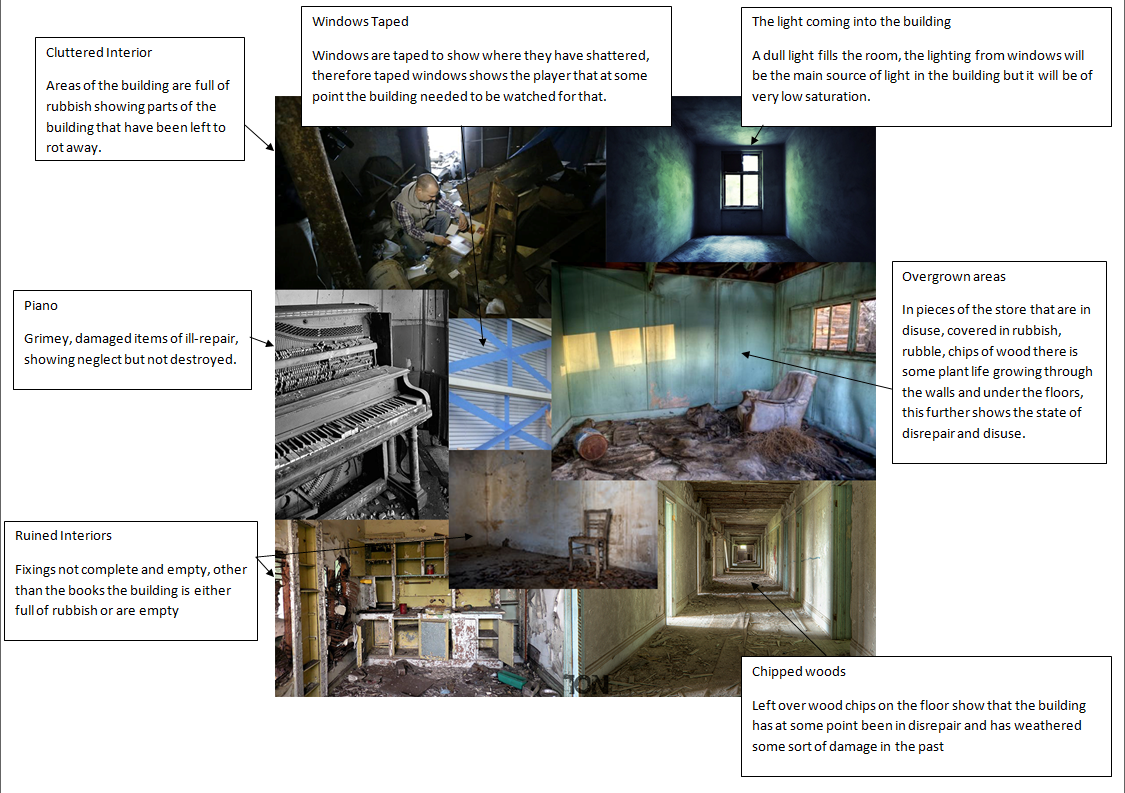 Cluttered Interior
Areas of the building are full of
rubbish showing parts of the
building that have been left to
rot away.
Windows Taped
Windows are taped to show where they have shattered,
therefore taped windows shows the player that at some
point the building needed to be watched for that.
The light coming into the building
A dull light fills the room, the lighting from windows will
be the main source of light in the building but it will be of
very low saturation.
Piano
Grimey, damaged items of ill-repair,
showing neglect but not destroyed.
Overgrown areas
In pieces of the store that are in
disuse, covered in rubbish,
rubble, chips of wood there is
some plant life growing through
the walls and under the floors,
this further shows the state of
disrepair and disuse.
Ruined Interiors
Fixings not complete and empty, other
than the books the building is either
full of rubbish or are empty
Chipped woods
Left over wood chips on the floor show that the building
has at some point been in disrepair and has weathered
some sort of damage in the past